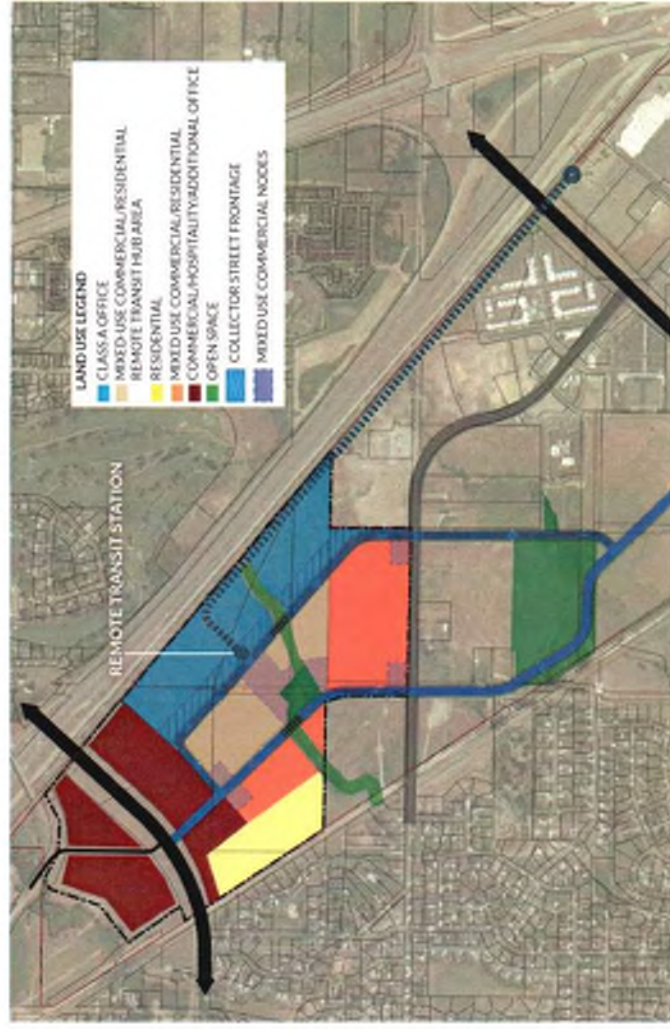 LAND USE LEGEND
CLASS A OFFICE
MIXED-USE COMMERCIAL/RESIDENTIAL
REMOTE TRANSIT HUB AREA
RESIDENTIAL
MIXED USE COMMERCIAL/RESIDENTIAL
COMMERCIAL/HOSPITALITY/ADDITIONAL OFFICE
OPEN SPACE
COLLECTOR STREET FRONTAGE
MIXED USE COMMERCIAL NODES
REMOTE TRANSIT STATION